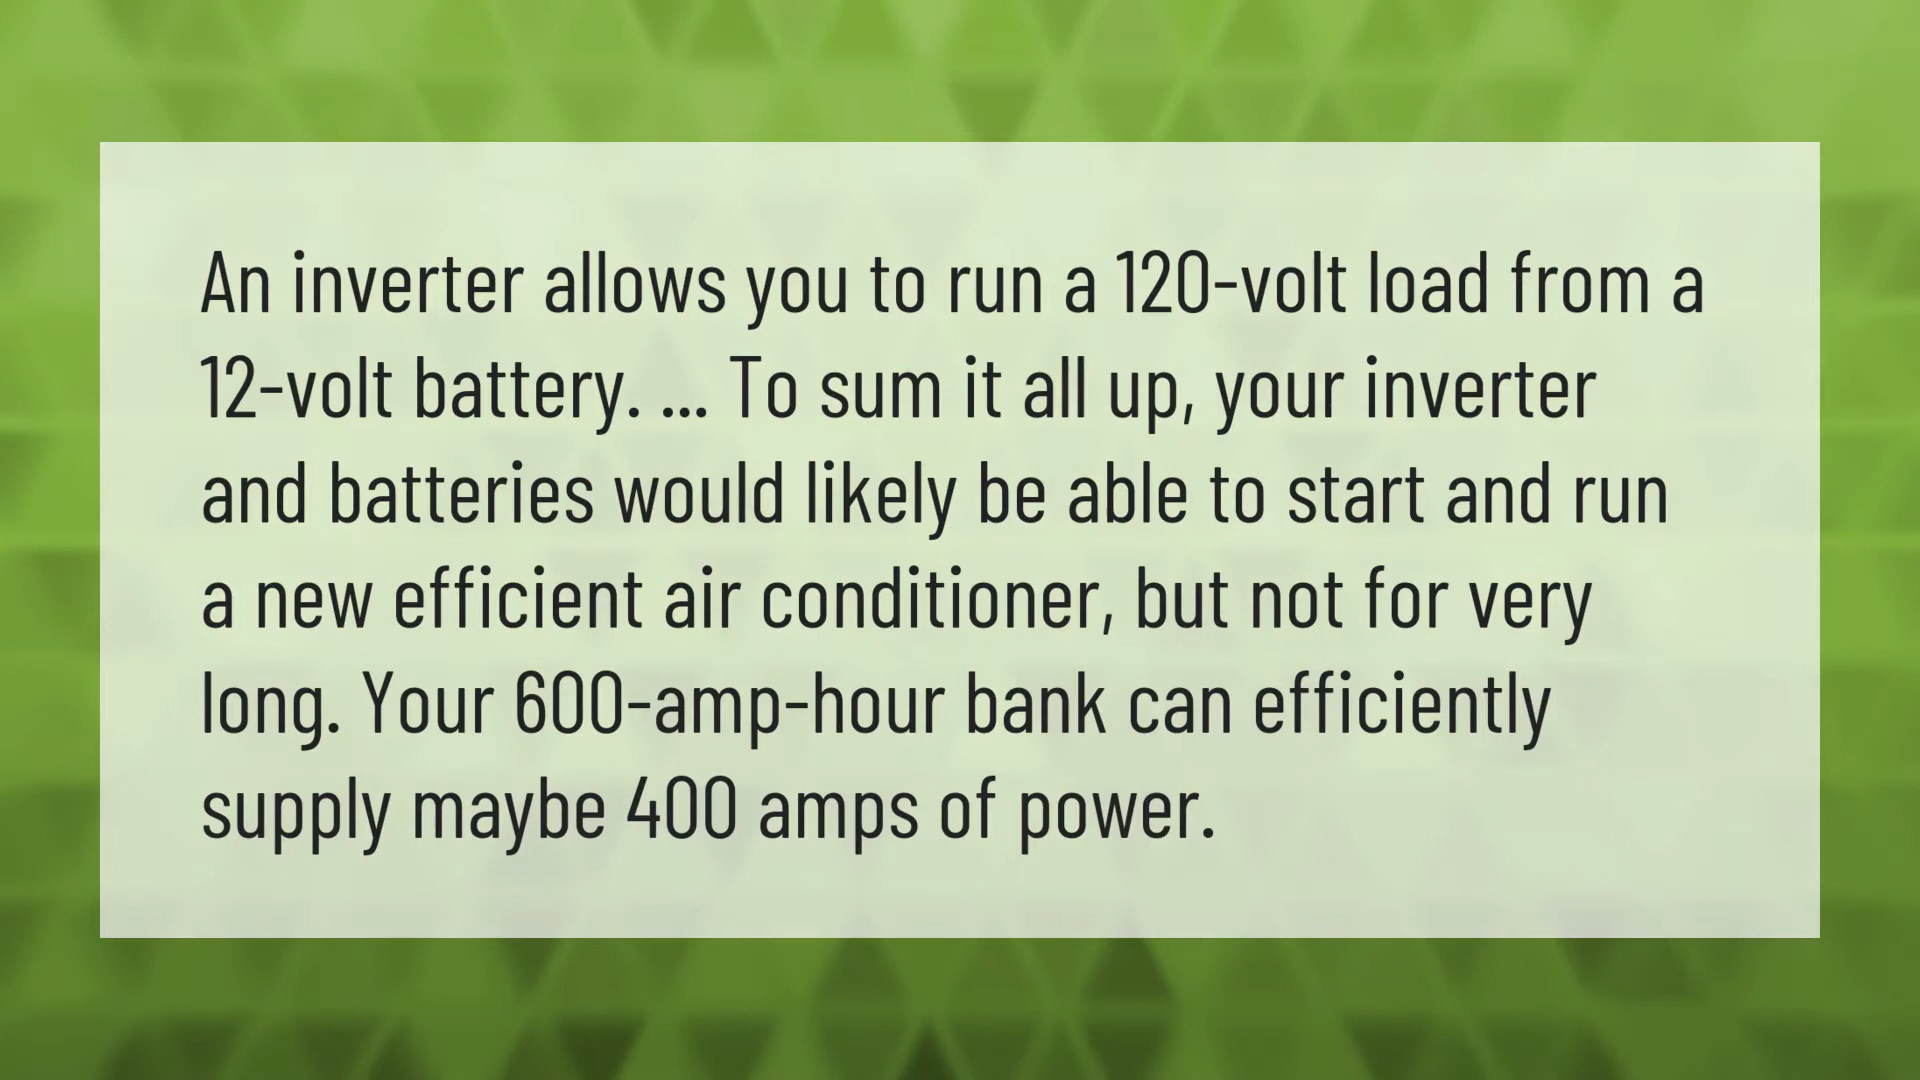 An inverter allows you to run a 120-volt load from a
12-volt battery. ... To sum it all up, your inverter
and batteries would likely be able to start and run
a new efficient air conditioner, but not for very
long. Your 600-amp-hour bank can efficiently
supply maybe 400 amps of power.